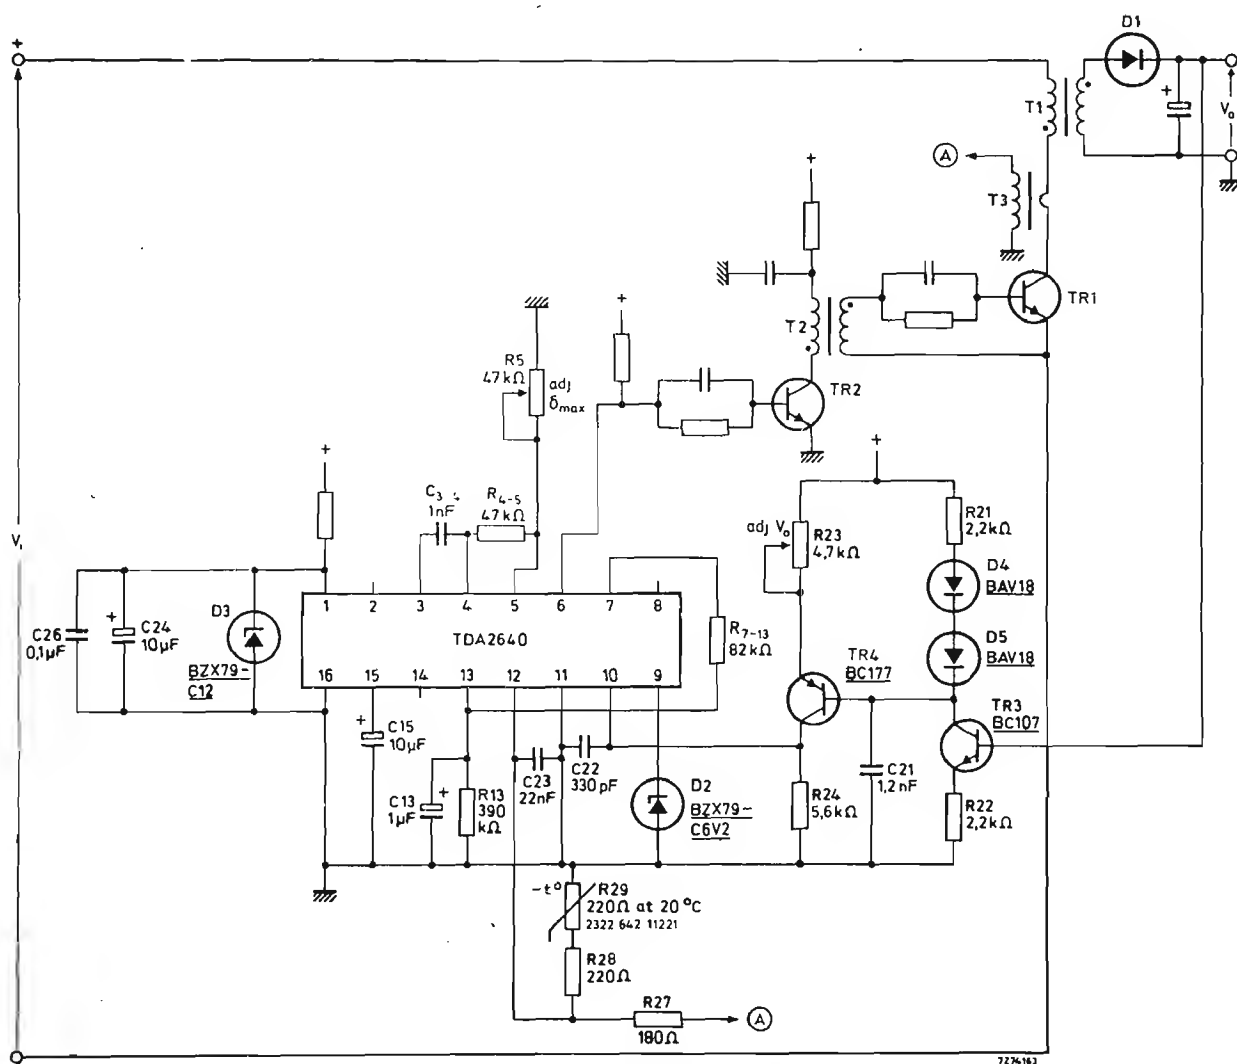 +
D1
+
T1
V₀
A
+
T3
TR1
T2
+
R5
47kΩ
adj
δmax
TR2
+
+
C3-4
1nF
R4-5
47kΩ
adj V₀
R23
4,7kΩ
R21
2,2kΩ
D4
BAV18
V
1 2 3 4 5 6 7 8
D3
TDA2640
R7-13
82kΩ
D5
BAV18
C26
0,1µF
+
C24
10µF
BZX79-
C12
16 15 14 13 12 11 10 9
TR4
BC177
TR3
BC107
+
C15
10µF
C23
22nF
C22
330pF
D2
BZX79-
C6V2
C21
1,2nF
C13
1µF
+
R13
390
kΩ
R24
5,6kΩ
R22
2,2kΩ
-t°
R29
220Ω at 20°C
2322 642 11221
R28
220Ω
R27
180Ω
A
7Z76163